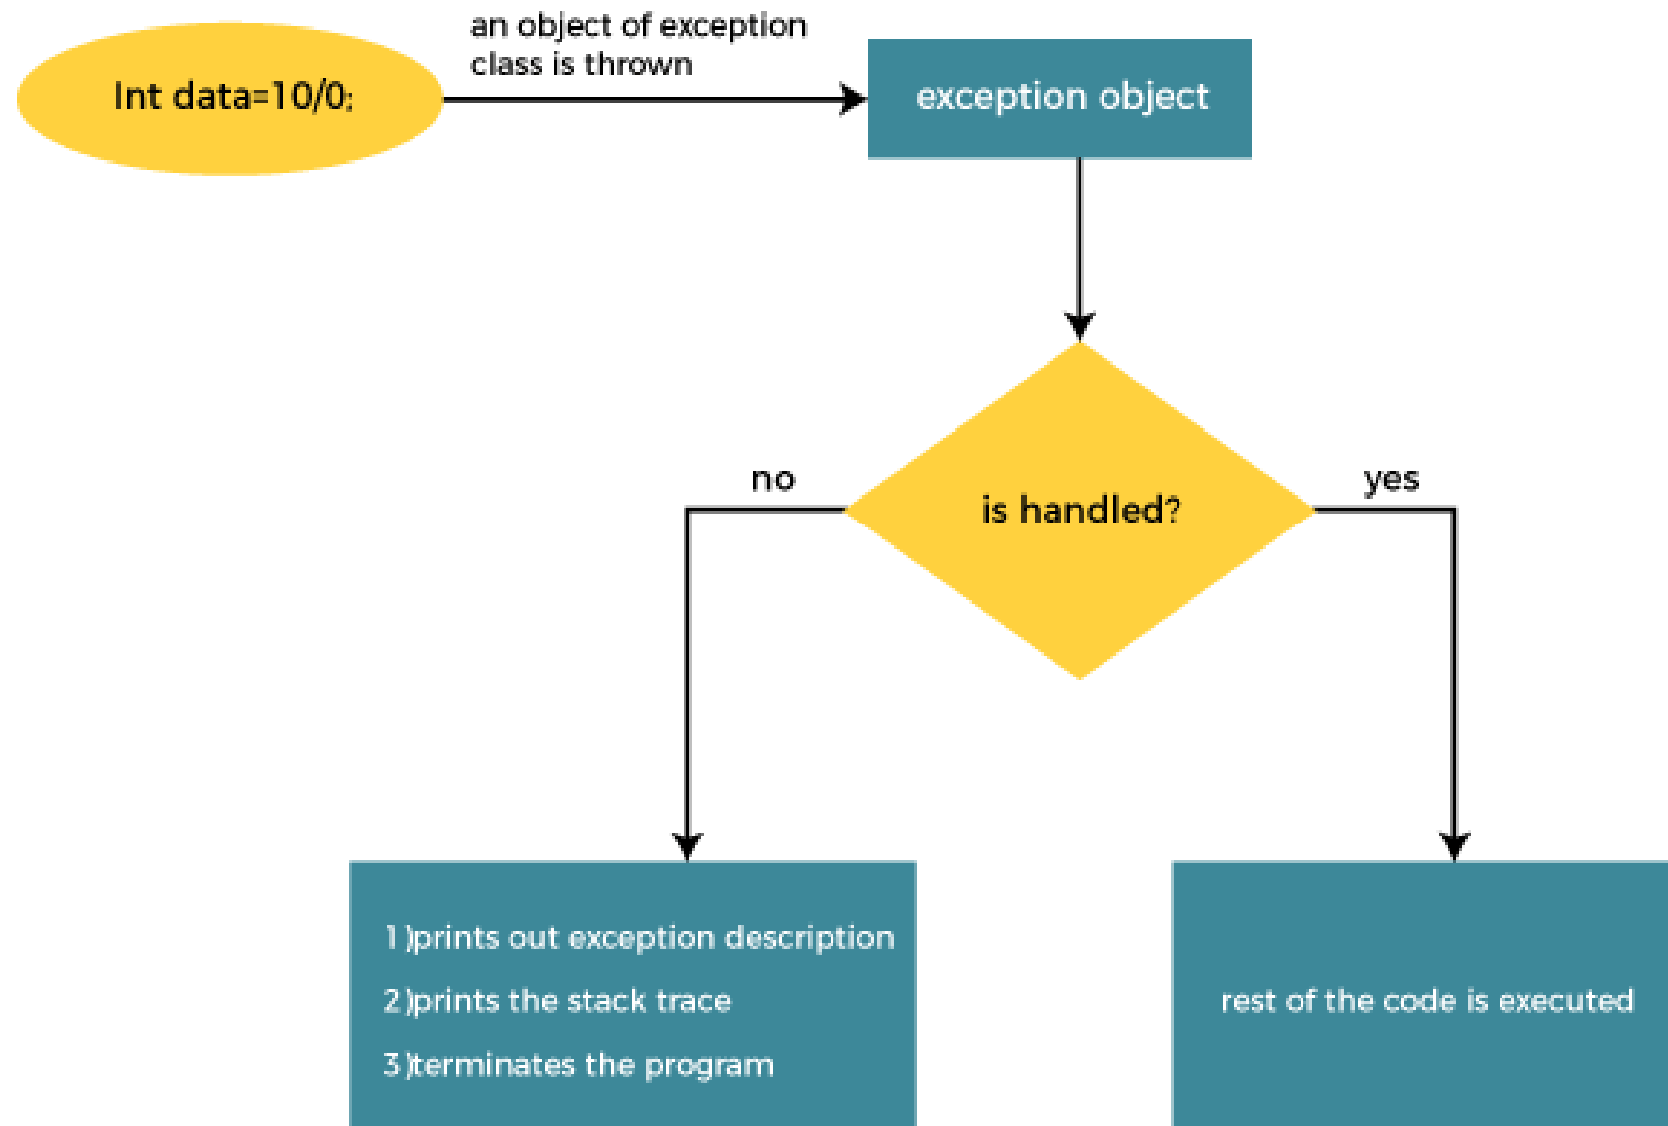 an object of exception
class is thrown
Int data=10/0;
exception object
no
yes
is handled?
1)prints out exception description
2)prints the stack trace
3)terminates the program
rest of the code is executed